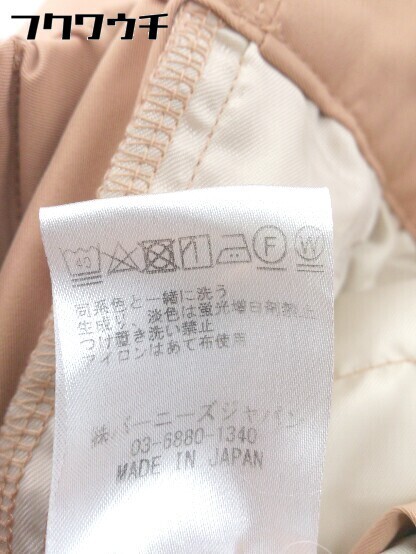 フクワウチ
40 F W
同系色と一緒に洗う
生成り、淡色は蛍光増白剤禁止
つけ置き洗い禁止
アイロンはあて布使用
㈱バーニーズジャパン
03-6880-1340
MADE IN JAPAN